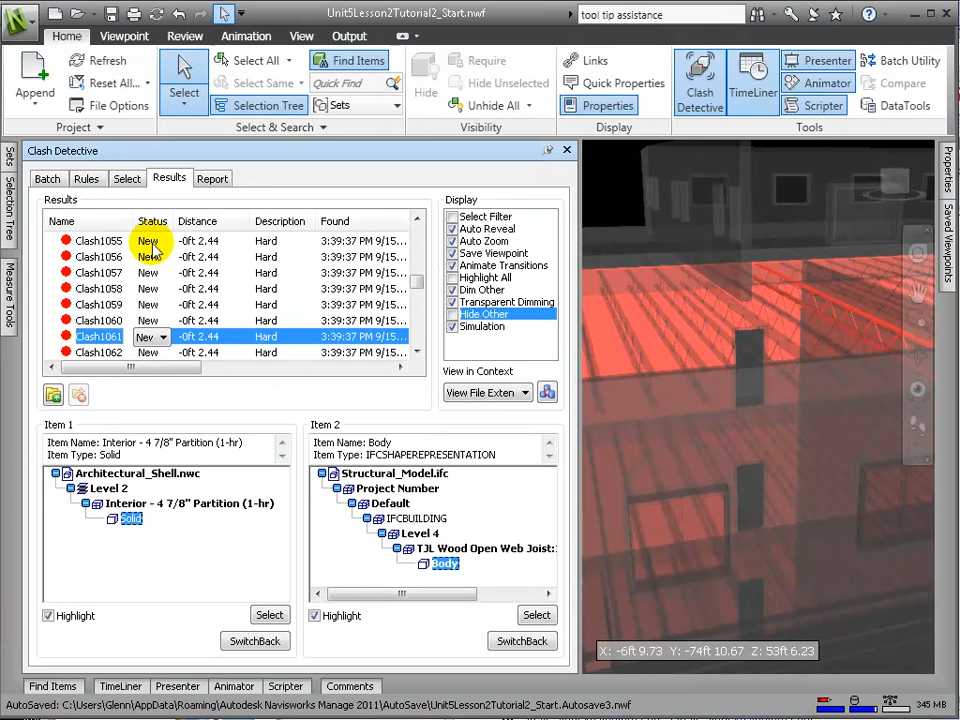 Unit5Lesson2Tutorial2_Start.nwf
tool tip assistance
Home Viewpoint Review Animation View Output
Append
Refresh
Reset All...
File Options
Project
Select
Select All
Select Same
Selection Tree
Find Items
Quick Find
Sets
Select & Search
Hide
Require
Hide Unselected
Unhide All
Visibility
Links
Quick Properties
Properties
Display
Clash Detective
TimeLiner
Presenter
Animator
Scripter
Batch Utility
Compare
DataTools
Tools
Sets
Selection Tree
Measure Tools
Clash Detective
Batch Rules Select Results Report
Results
Name Status Distance Description Found
Clash1055 New -0ft 2.44 Hard 3:39:37 PM 9/15...
Clash1056 New -0ft 2.44 Hard 3:39:37 PM 9/15...
Clash1057 New -0ft 2.44 Hard 3:39:37 PM 9/15...
Clash1058 New -0ft 2.44 Hard 3:39:37 PM 9/15...
Clash1059 New -0ft 2.44 Hard 3:39:37 PM 9/15...
Clash1060 New -0ft 2.44 Hard 3:39:37 PM 9/15...
Clash1061 New -0ft 2.44 Hard 3:39:37 PM 9/15...
Clash1062 New -0ft 2.44 Hard 3:39:37 PM 9/15...
Display
Select Filter
Auto Reveal
Auto Zoom
Save Viewpoint
Animate Transitions
Highlight All
Dim Other
Transparent Dimming
Hide Other
Simulation
View in Context
View File Exten
Item 1
Item Name: Interior - 4 7/8" Partition (1-hr)
Item Type: Solid
Architectural_Shell.nwc
Level 2
Interior - 4 7/8" Partition (1-hr)
Solid
Highlight
Select
SwitchBack
Item 2
Item Name: Body
Item Type: IFCSHAPEREPRESENTATION
Structural_Model.ifc
Project Number
Default
IFCBUILDING
Level 4
TJL Wood Open Web Joist:
Body
Highlight
Select
SwitchBack
Properties
Saved Viewpoints
X: -6ft 9.73 Y: -74ft 10.67 Z: 53ft 6.23
Find Items TimeLiner Presenter Animator Scripter Comments
AutoSaved: C:\Users\Glenn\AppData\Roaming\Autodesk Navisworks Manage 2011\AutoSave\Unit5Lesson2Tutorial2_Start.Autosave3.nwf
345 MB